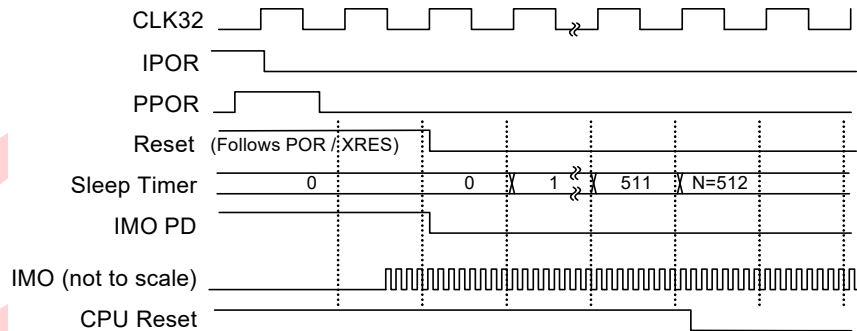 CLK32
IPOR
PPOR
Reset (Follows POR / XRES)
Sleep Timer 0 0 1 511 N=512
IMO PD
IMO (not to scale)
CPU Reset